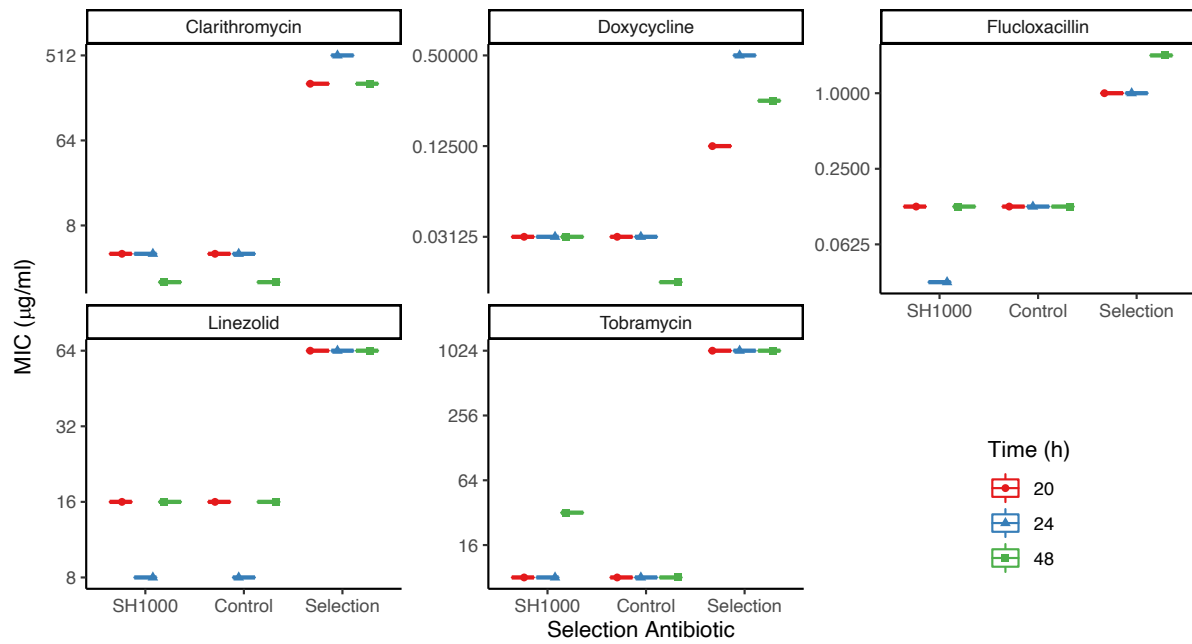 Clarithromycin
Doxycycline
Flucloxacillin
512
64
8
0.50000
0.12500
0.03125
1.0000
0.2500
0.0625
SH1000 Control Selection
Linezolid
Tobramycin
64
32
16
8
1024
256
64
16
SH1000 Control Selection
SH1000 Control Selection
MIC (μg/ml)
Selection Antibiotic
Time (h)
20
24
48